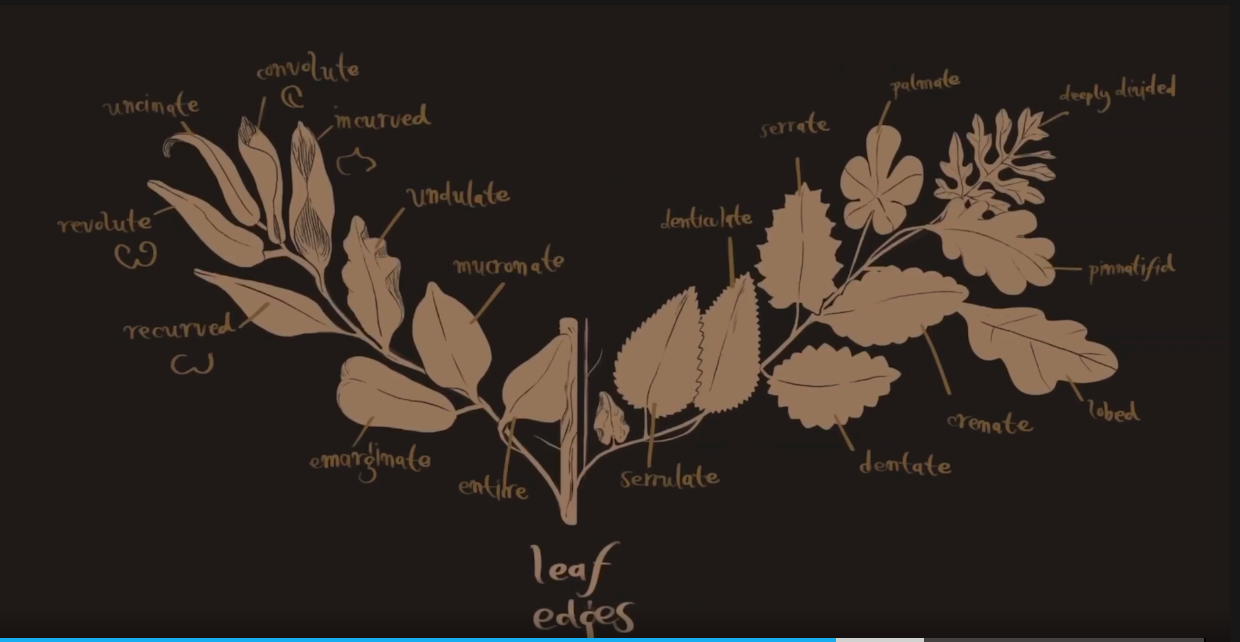 convolute
uncinate
incurved
revolute
undulate
mucronate
recurved
emarginate
entire
palmate
deeply divided
serrate
denticulate
pinnatifid
lobed
crenate
dentate
serrulate
leaf
edges